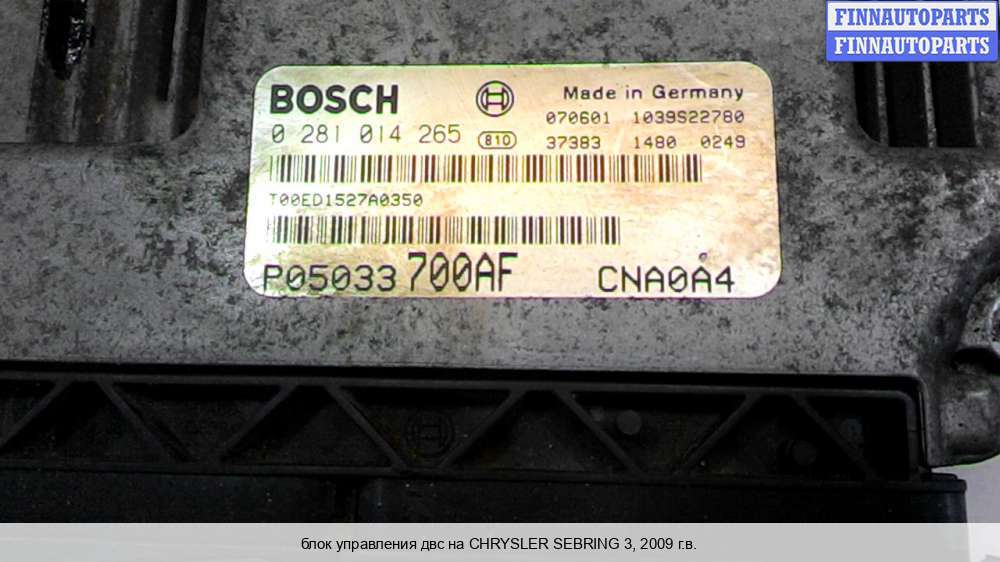 FINNAUTOPARTS
FINNAUTOPARTS
BOSCH Made in Germany
070601 1039S22780
0 281 014 265 810 37383 1480 0249
T00ED1527A0350
P05033 700AF CNA0A4
блок управления двс на CHRYSLER SEBRING 3, 2009 г.в.